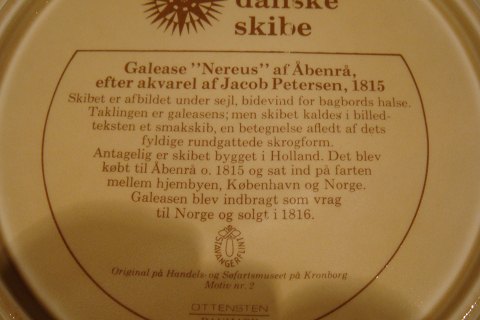 danske
skibe
Galease "Nereus" af Åbenrå,
efter akvarel af Jacob Petersen, 1815
Skibet er afbildet under sejl, bidevind for bagbords halse.
Taklingen er galeasens; men skibet kaldes i billed-
teksten et smakskib, en betegnelse afledt af dets
fyldige rundgattede skrogform.
Antagelig er skibet bygget i Holland. Det blev
købt til Åbenrå o. 1815 og sat ind på farten
mellem hjembyen, København og Norge.
Galeasen blev indbragt som vrag
til Norge og solgt i 1816.
STAVANGERFLINT
Original på Handels- og Søfartsmuseet på Kronborg
Motiv nr. 2
OTTENSTEN